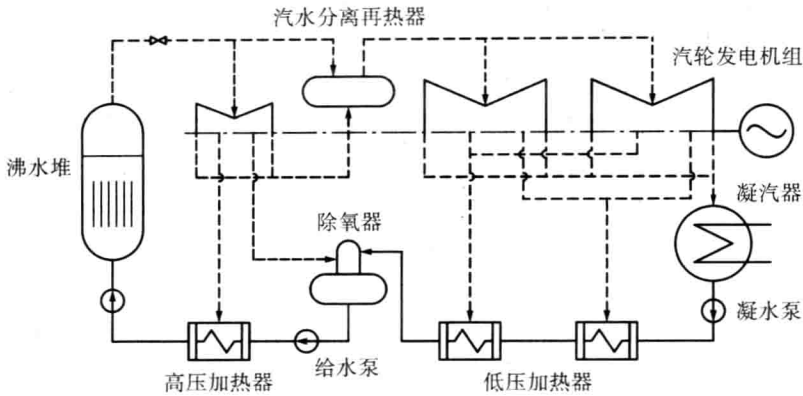 汽水分离再热器
汽轮发电机组
沸水堆
凝汽器
除氧器
凝水泵
给水泵
高压加热器
低压加热器